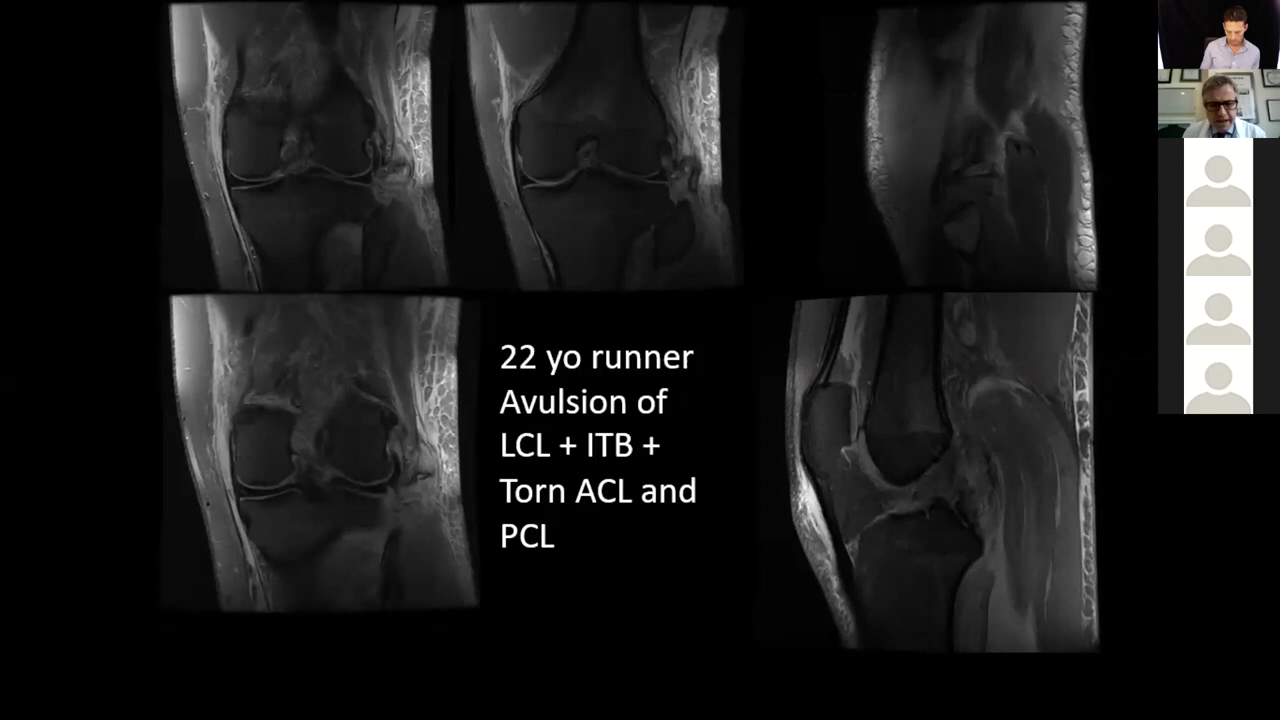 22 yo runner
Avulsion of
LCL + ITB +
Torn ACL and
PCL